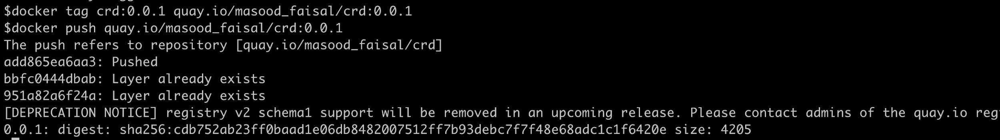 $docker tag crd:0.0.1 quay.io/masood_faisal/crd:0.0.1
$docker push quay.io/masood_faisal/crd:0.0.1
The push refers to repository [quay.io/masood_faisal/crd]
add865ea6aa3: Pushed
bbfc0444dbab: Layer already exists
951a82a6f24a: Layer already exists
[DEPRECATION NOTICE] registry v2 schema1 support will be removed in an upcoming release. Please contact admins of the quay.io
0.0.1: digest: sha256:cdb752ab23ff0baad1e06db8482007512ff7b93debc7f7f48e68adc1c1f6420e size: 4205